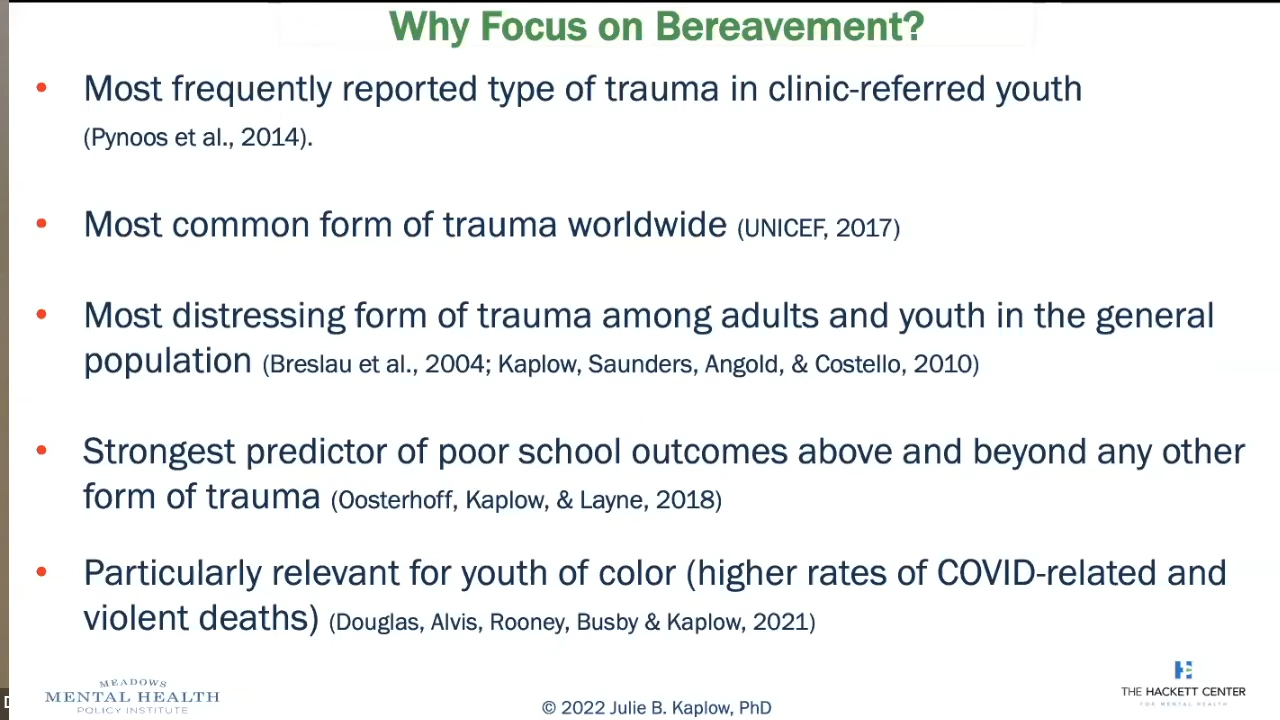 Why Focus on Bereavement?
• Most frequently reported type of trauma in clinic-referred youth
(Pynoos et al., 2014).
• Most common form of trauma worldwide (UNICEF, 2017)
• Most distressing form of trauma among adults and youth in the general
population (Breslau et al., 2004; Kaplow, Saunders, Angold, & Costello, 2010)
• Strongest predictor of poor school outcomes above and beyond any other
form of trauma (Oosterhoff, Kaplow, & Layne, 2018)
• Particularly relevant for youth of color (higher rates of COVID-related and
violent deaths) (Douglas, Alvis, Rooney, Busby & Kaplow, 2021)
MEADOWS
MENTAL HEALTH
POLICY INSTITUTE
© 2022 Julie B. Kaplow, PhD
THE HACKETT CENTER
FOR MENTAL HEALTH